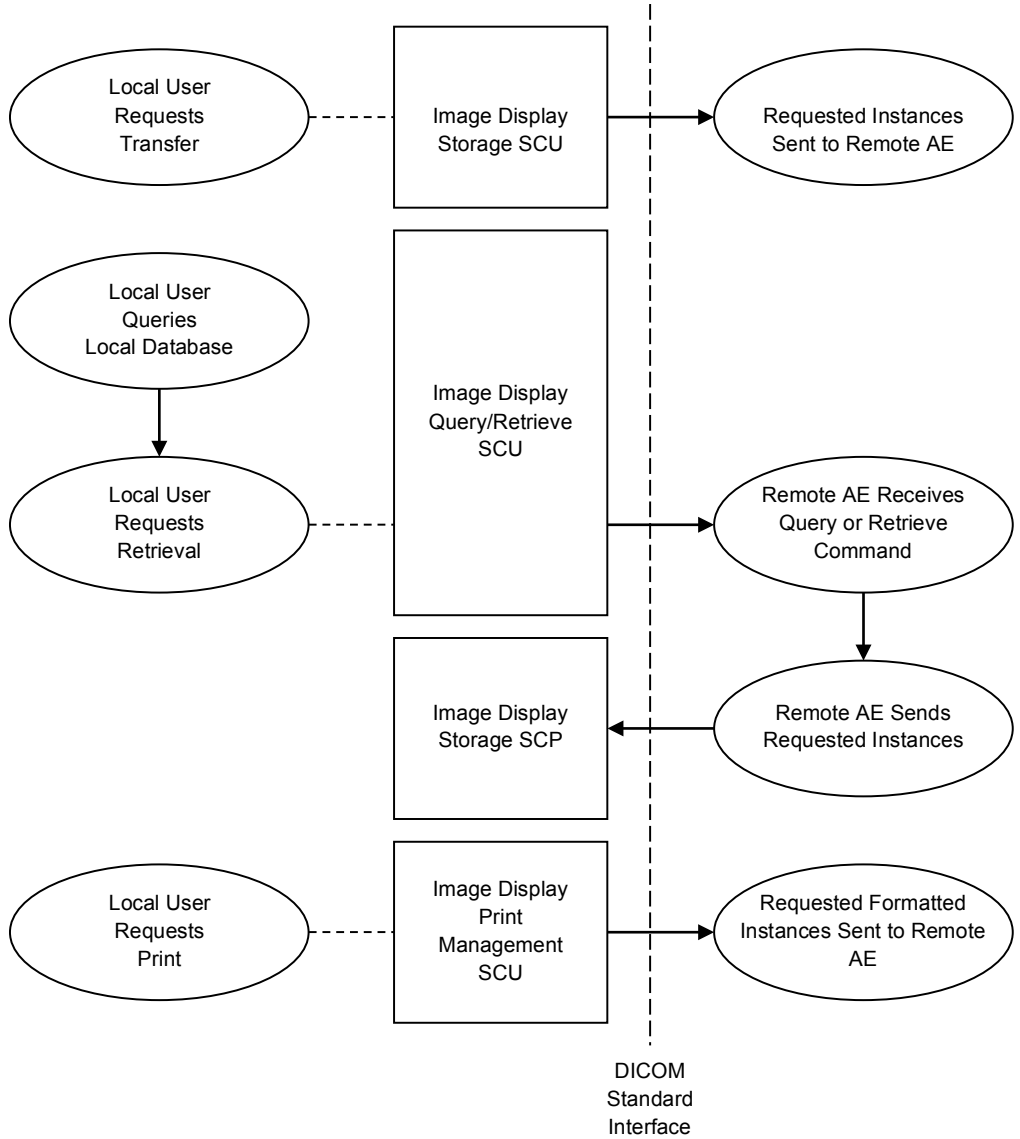 Local User
Requests
Transfer
Image Display
Storage SCU
Requested Instances
Sent to Remote AE
Local User
Queries
Local Database
Image Display
Query/Retrieve
SCU
Local User
Requests
Retrieval
Remote AE Receives
Query or Retrieve
Command
Image Display
Storage SCP
Remote AE Sends
Requested Instances
Local User
Requests
Print
Image Display
Print
Management
SCU
Requested Formatted
Instances Sent to Remote
AE
DICOM
Standard
Interface